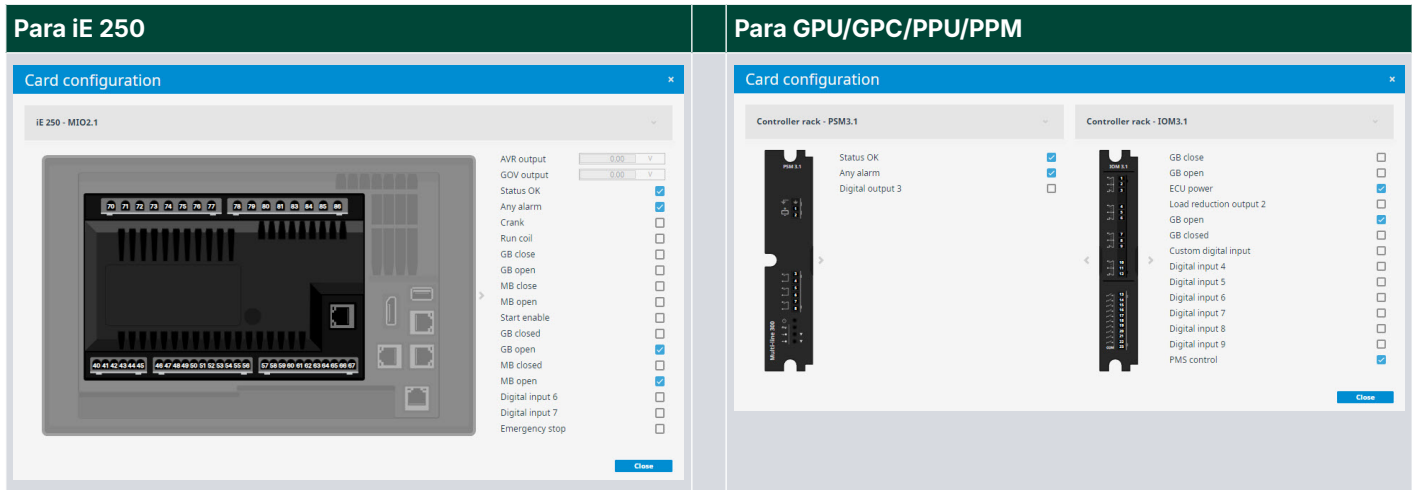 Para iE 250
Card configuration ×
iE 250 - MIO2.1
70 71 72 73 74 75 76 77 78 79 80 81 83 84 85 86
40 41 42 43 44 45 46 47 48 49 50 51 52 53 54 55 56 57 58 59 60 61 62 63 64 65 66 67
AVR output 0.00 V
GOV output 0.00 V
Status OK
Any alarm
Crank
Run coil
GB close
GB open
MB close
MB open
Start enable
GB closed
GB open
MB closed
MB open
Digital input 6
Digital input 7
Emergency stop
Close
Para GPU/GPC/PPU/PPM
Card configuration ×
Controller rack - PSM3.1
PSM 3.1
Multi-line 300
Status OK
Any alarm
Digital output 3
Controller rack - IOM3.1
IOM 3.1
GB close
GB open
ECU power
Load reduction output 2
GB open
GB closed
Custom digital input
Digital input 4
Digital input 5
Digital input 6
Digital input 7
Digital input 8
Digital input 9
PMS control
Close